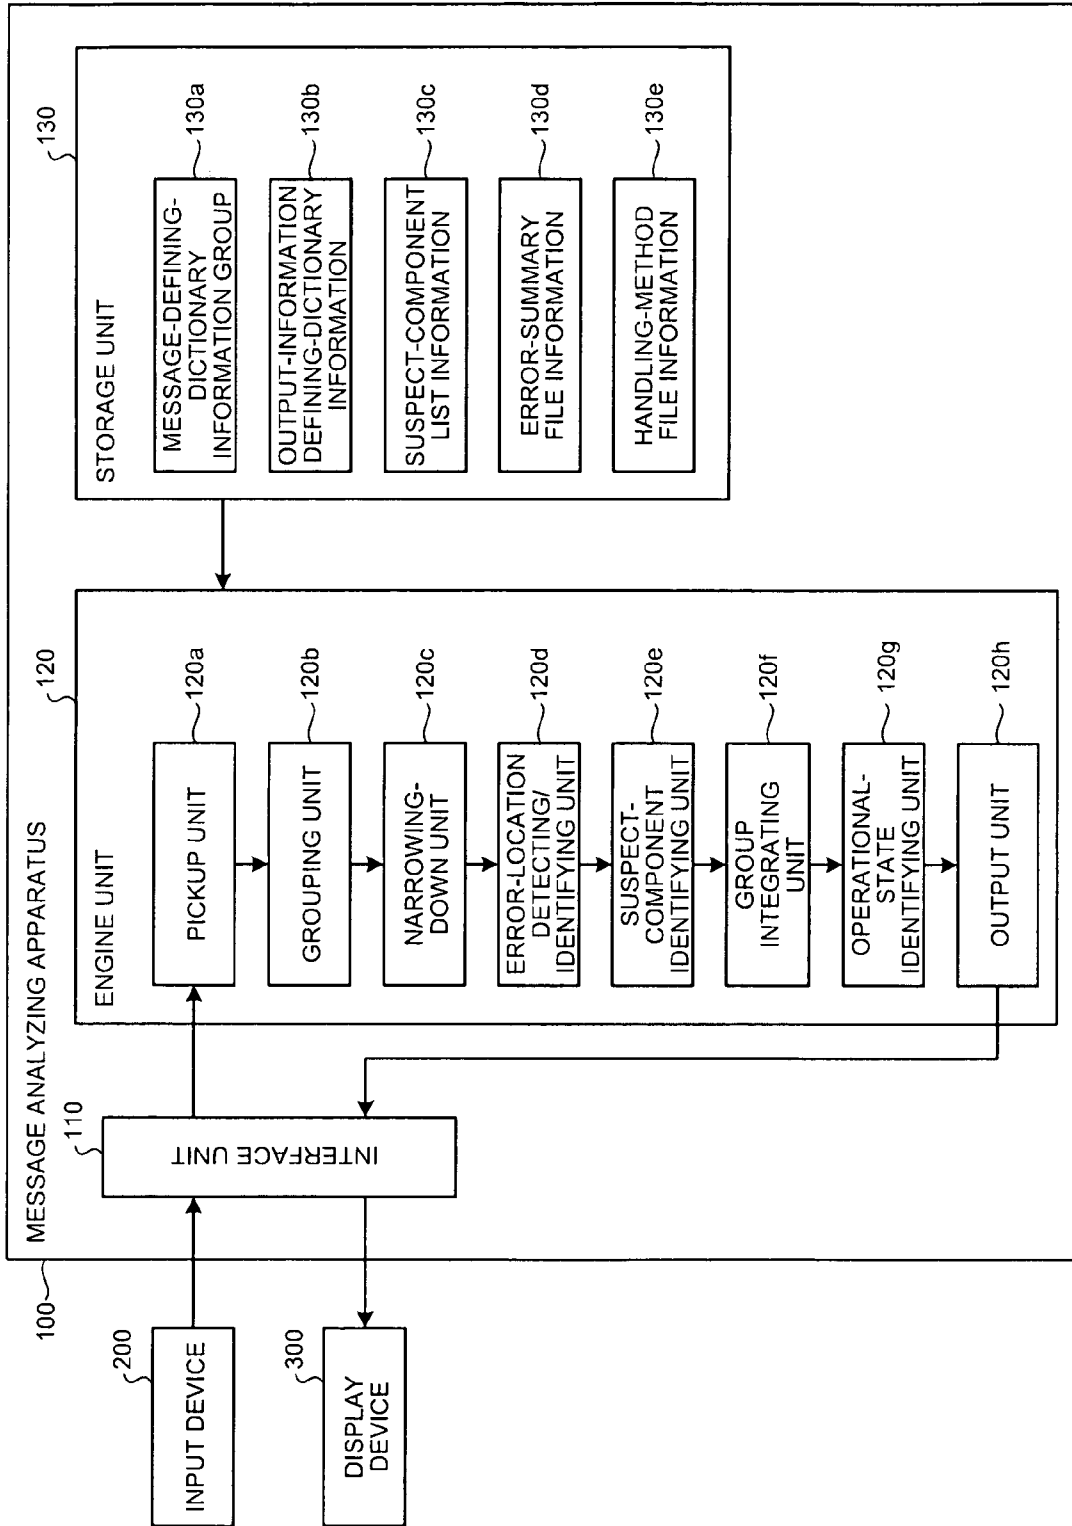 100
MESSAGE ANALYZING APPARATUS
200
INPUT DEVICE
300
DISPLAY
DEVICE
110
INTERFACE UNIT
120
ENGINE UNIT
PICKUP UNIT
120a
GROUPING UNIT
120b
NARROWING-
DOWN UNIT
120c
ERROR-LOCATION
DETECTING/
IDENTIFYING UNIT
120d
SUSPECT-
COMPONENT
IDENTIFYING UNIT
120e
GROUP
INTEGRATING
UNIT
120f
OPERATIONAL-
STATE
IDENTIFYING UNIT
120g
OUTPUT UNIT
120h
130
STORAGE UNIT
MESSAGE-DEFINING-
DICTIONARY
INFORMATION GROUP
130a
OUTPUT-INFORMATION
DEFINING-DICTIONARY
INFORMATION
130b
SUSPECT-COMPONENT
LIST INFORMATION
130c
ERROR-SUMMARY
FILE INFORMATION
130d
HANDLING-METHOD
FILE INFORMATION
130e